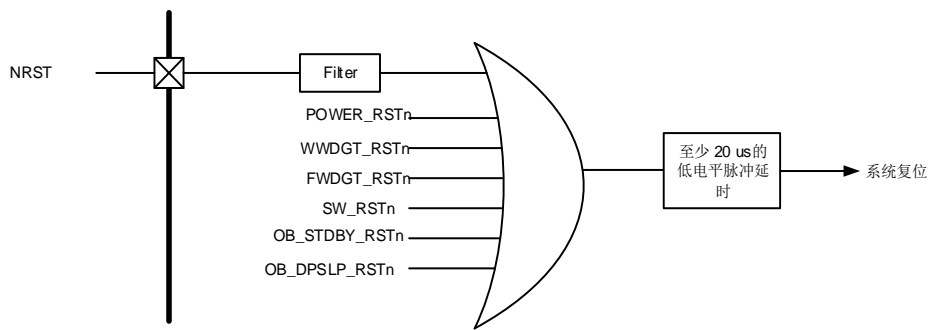 NRST
Filter
POWER_RSTn
WWDGT_RSTn
FWDGT_RSTn
SW_RSTn
OB_STDBY_RSTn
OB_DPSLP_RSTn
至少 20 us的
低电平脉冲延
时
系统复位